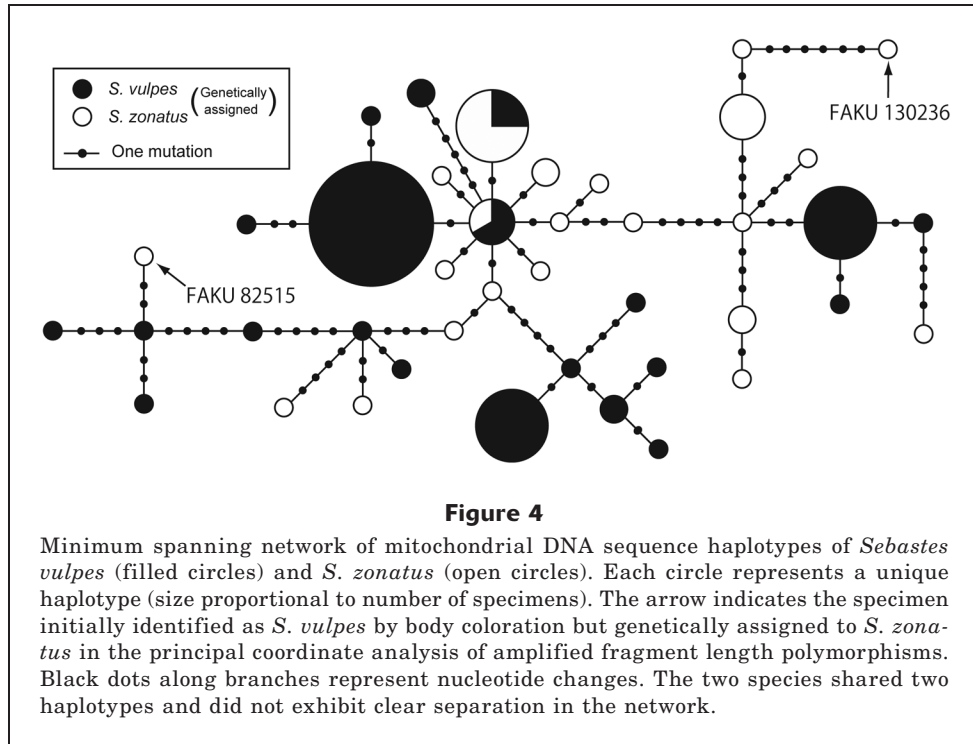 S. vulpes
S. zonatus
(Genetically
assigned)
One mutation
FAKU 130236
FAKU 82515
Figure 4
Minimum spanning network of mitochondrial DNA sequence haplotypes of Sebastes
vulpes (filled circles) and S. zonatus (open circles). Each circle represents a unique
haplotype (size proportional to number of specimens). The arrow indicates the specimen
initially identified as S. vulpes by body coloration but genetically assigned to S. zona-
tus in the principal coordinate analysis of amplified fragment length polymorphisms.
Black dots along branches represent nucleotide changes. The two species shared two
haplotypes and did not exhibit clear separation in the network.